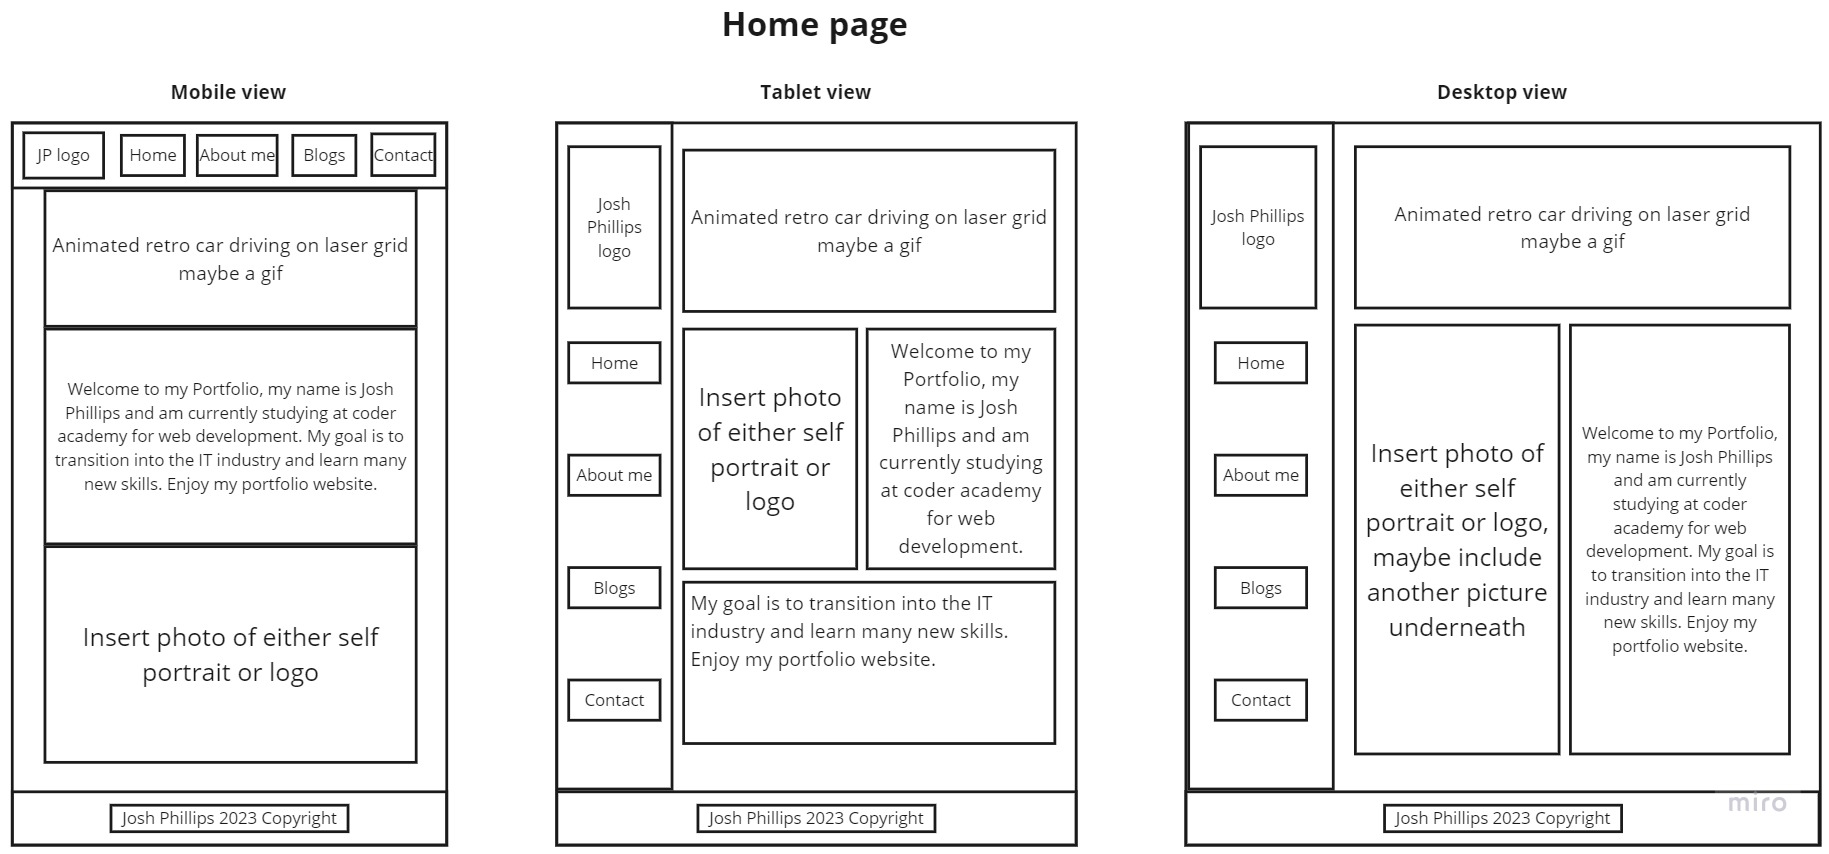 Home page
Mobile view
JP logo
Home
About me
Blogs
Contact
Animated retro car driving on laser grid
maybe a gif
Welcome to my Portfolio, my name is Josh
Phillips and am currently studying at coder
academy for web development. My goal is to
transition into the IT industry and learn many
new skills. Enjoy my portfolio website.
Insert photo of either self
portrait or logo
Josh Phillips 2023 Copyright
Tablet view
Josh
Phillips
logo
Home
About me
Blogs
Contact
Animated retro car driving on laser grid
maybe a gif
Insert photo
of either self
portrait or
logo
Welcome to my
Portfolio, my
name is Josh
Phillips and am
currently studying
at coder academy
for web
development.
My goal is to transition into the IT
industry and learn many new skills.
Enjoy my portfolio website.
Josh Phillips 2023 Copyright
Desktop view
Josh Phillips
logo
Home
About me
Blogs
Contact
Animated retro car driving on laser grid
maybe a gif
Insert photo of
either self
portrait or logo,
maybe include
another picture
underneath
Welcome to my Portfolio,
my name is Josh Phillips
and am currently
studying at coder
academy for web
development. My goal is
to transition into the IT
industry and learn many
new skills. Enjoy my
portfolio website.
Josh Phillips 2023 Copyright
miro